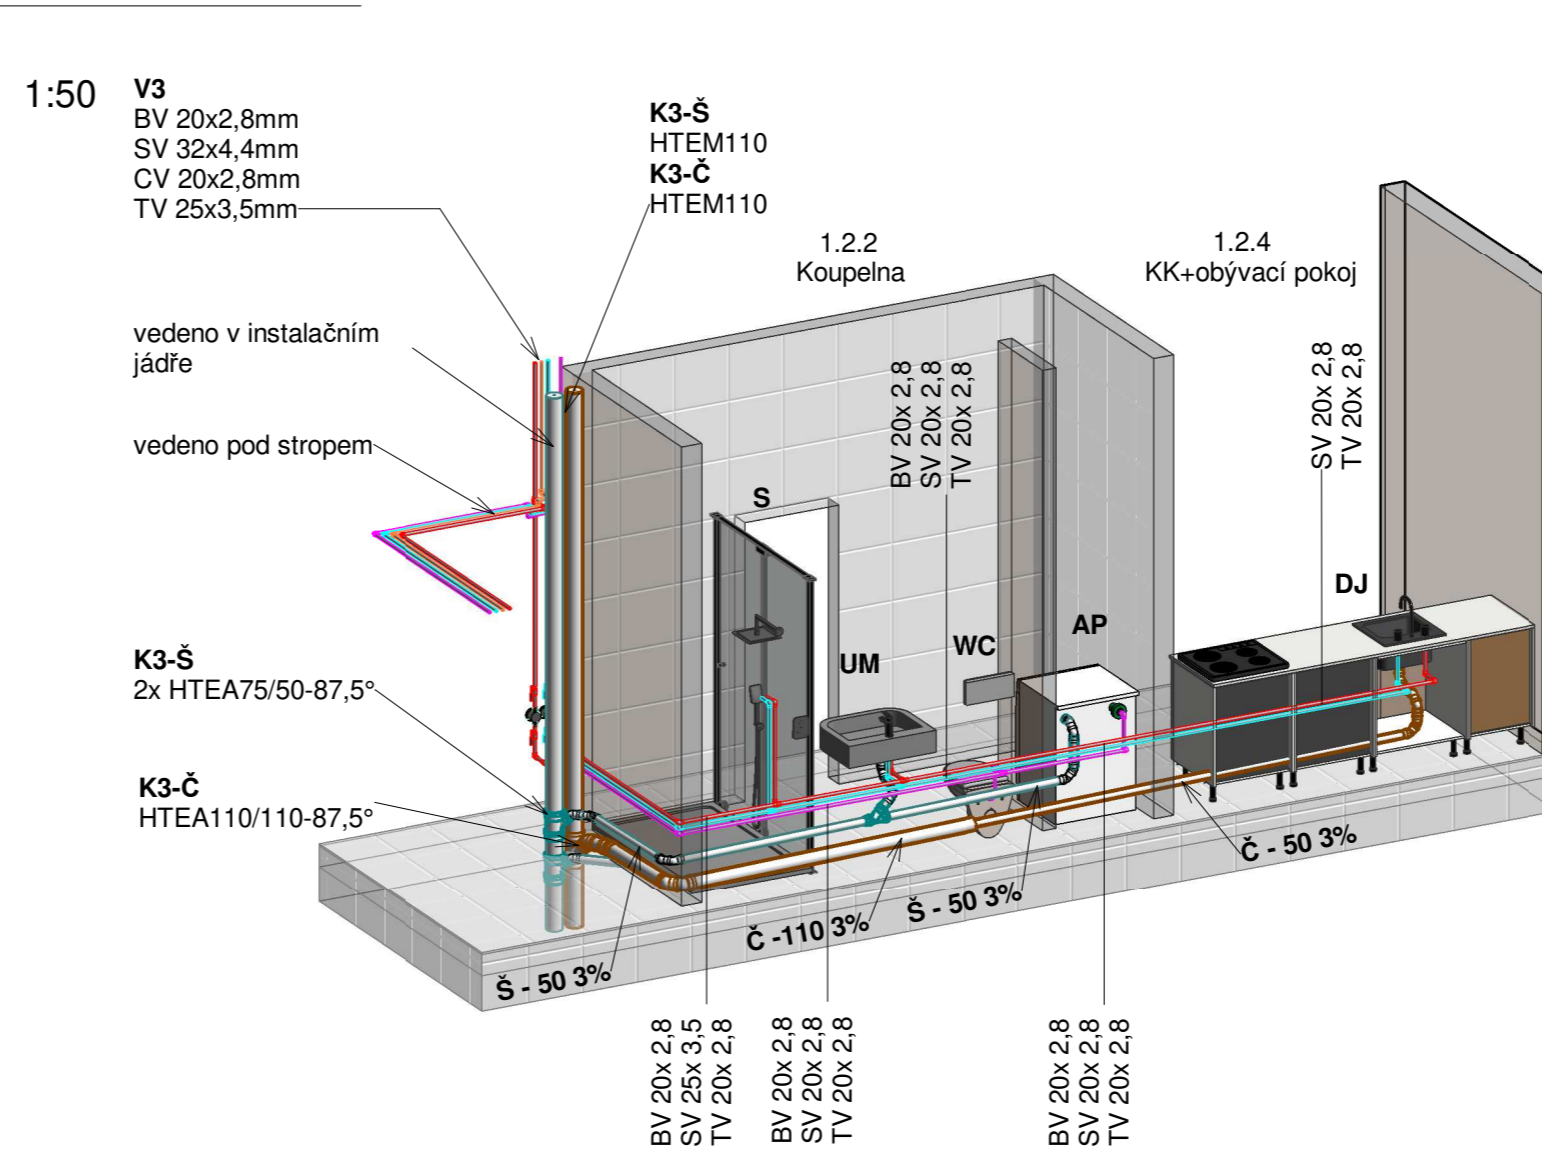 1:50
V3
BV 20x2,8mm
SV 32x4,4mm
CV 20x2,8mm
TV 25x3,5mm
K3-Š
HTEM110
K3-Č
HTEM110
1.2.2
Koupelna
1.2.4
KK+obývací pokoj
vedeno v instalačním
jádře
vedeno pod stropem
BV 20x 2,8
SV 20x 2,8
TV 20x 2,8
SV 20x 2,8
TV 20x 2,8
S
UM
WC
AP
DJ
K3-Š
2x HTEA75/50-87,5°
K3-Č
HTEA110/110-87,5°
Š - 50 3%
Č -110 3%
Š - 50 3%
Č - 50 3%
BV 20x 2,8
SV 25x 3,5
TV 20x 2,8
BV 20x 2,8
SV 20x 2,8
TV 20x 2,8
BV 20x 2,8
SV 20x 2,8
TV 20x 2,8